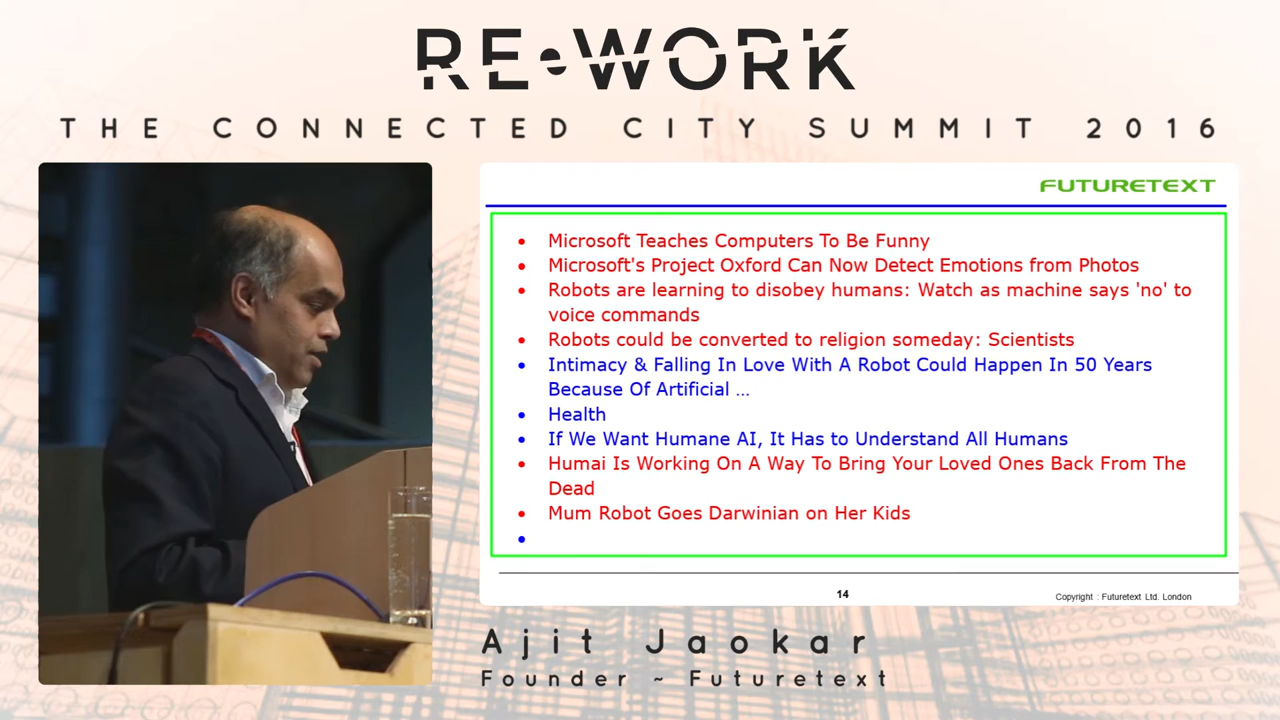 RE•WORK
THE CONNECTED CITY SUMMIT 2016
FUTURETEXT
• Microsoft Teaches Computers To Be Funny
• Microsoft's Project Oxford Can Now Detect Emotions from Photos
• Robots are learning to disobey humans: Watch as machine says 'no' to
voice commands
• Robots could be converted to religion someday: Scientists
• Intimacy & Falling In Love With A Robot Could Happen In 50 Years
Because Of Artificial ...
• Health
• If We Want Humane AI, It Has to Understand All Humans
• Humai Is Working On A Way To Bring Your Loved Ones Back From The
Dead
• Mum Robot Goes Darwinian on Her Kids
•
14
Copyright : Futuretext Ltd. London
Ajit Jaokar
Founder ~ Futuretext